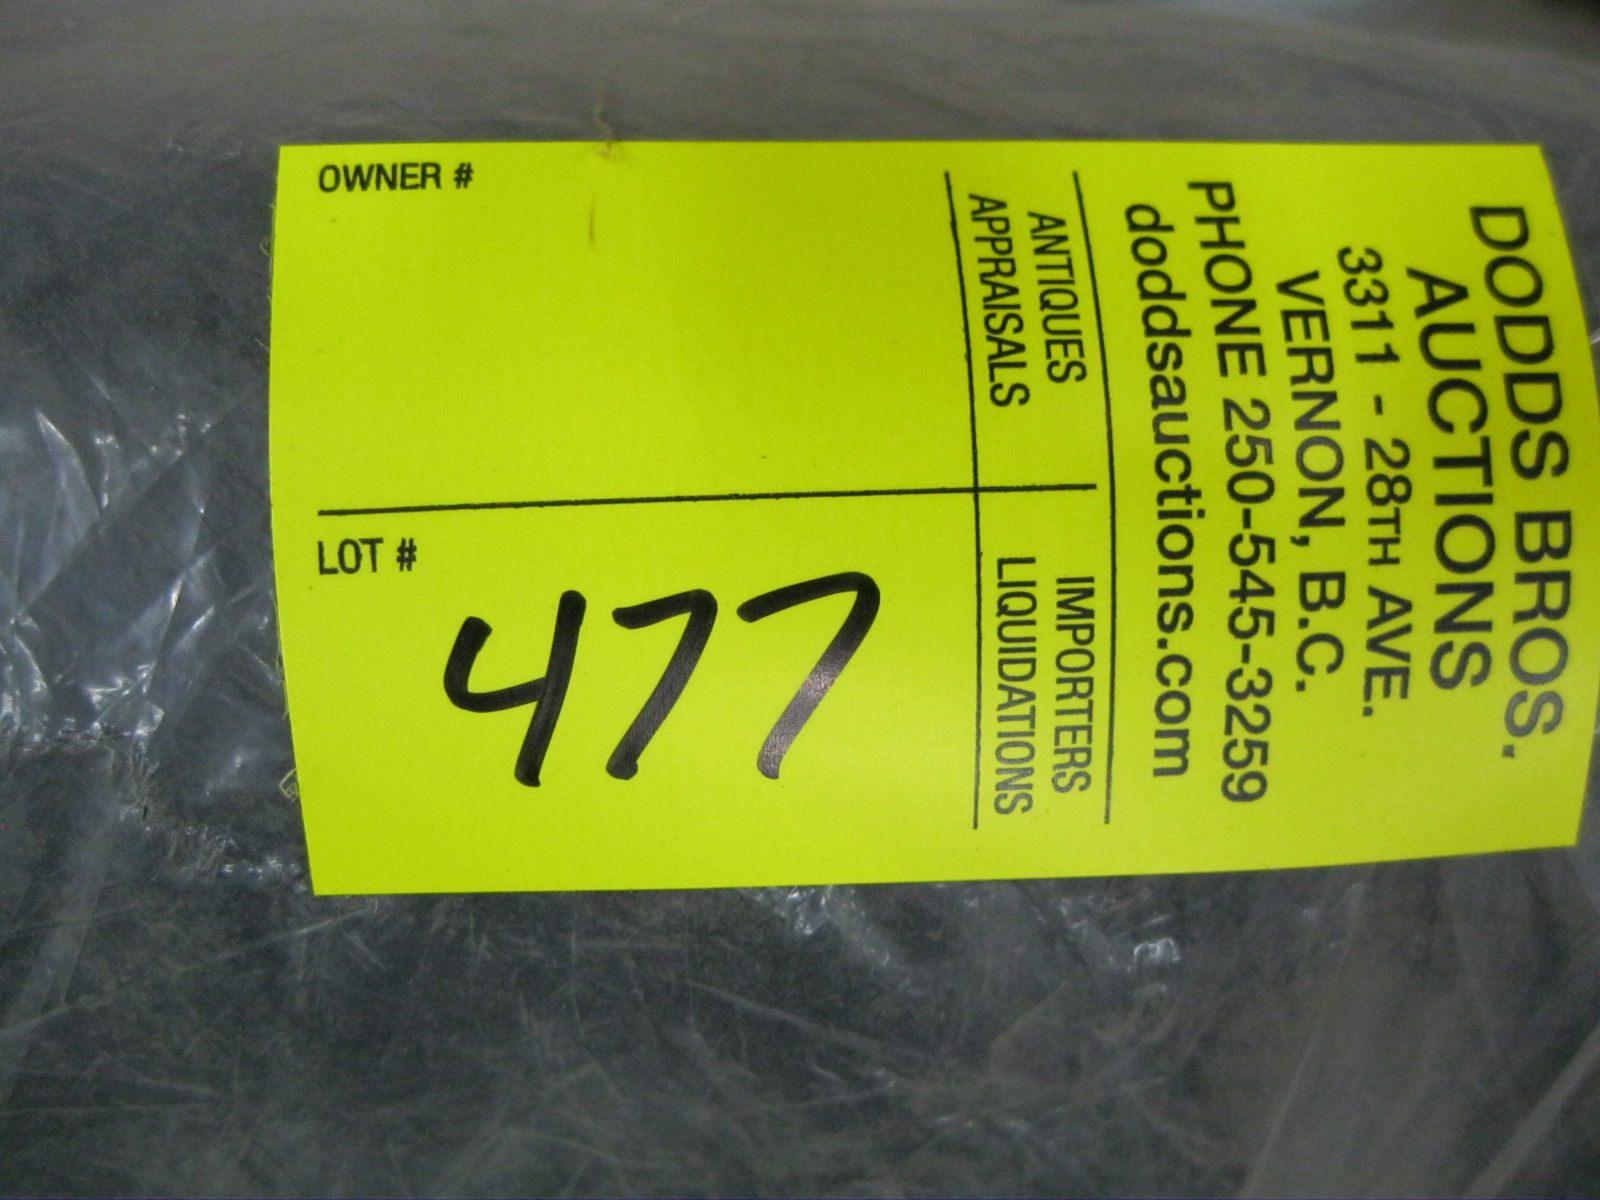 DODDS BROS.
AUCTIONS
3311 - 28TH AVE.
VERNON, B.C.
PHONE 250-545-3259
doddsauctions.com
ANTIQUES
APPRAISALS
IMPORTERS
LIQUIDATIONS
OWNER #
LOT #
477